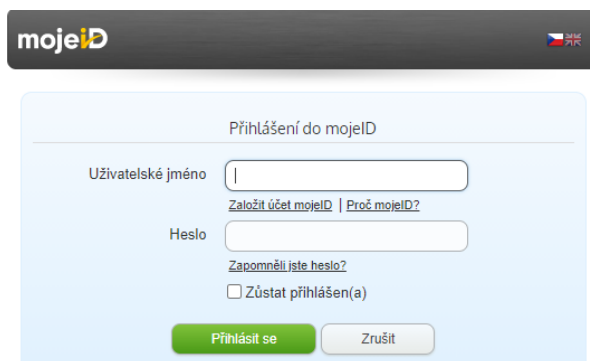 mojeID
Přihlášení do mojeID
Uživatelské jméno
Založit účet mojeID | Proč mojeID?
Heslo
Zapomněli jste heslo?
Zůstat přihlášen(a)
Přihlásit se Zrušit